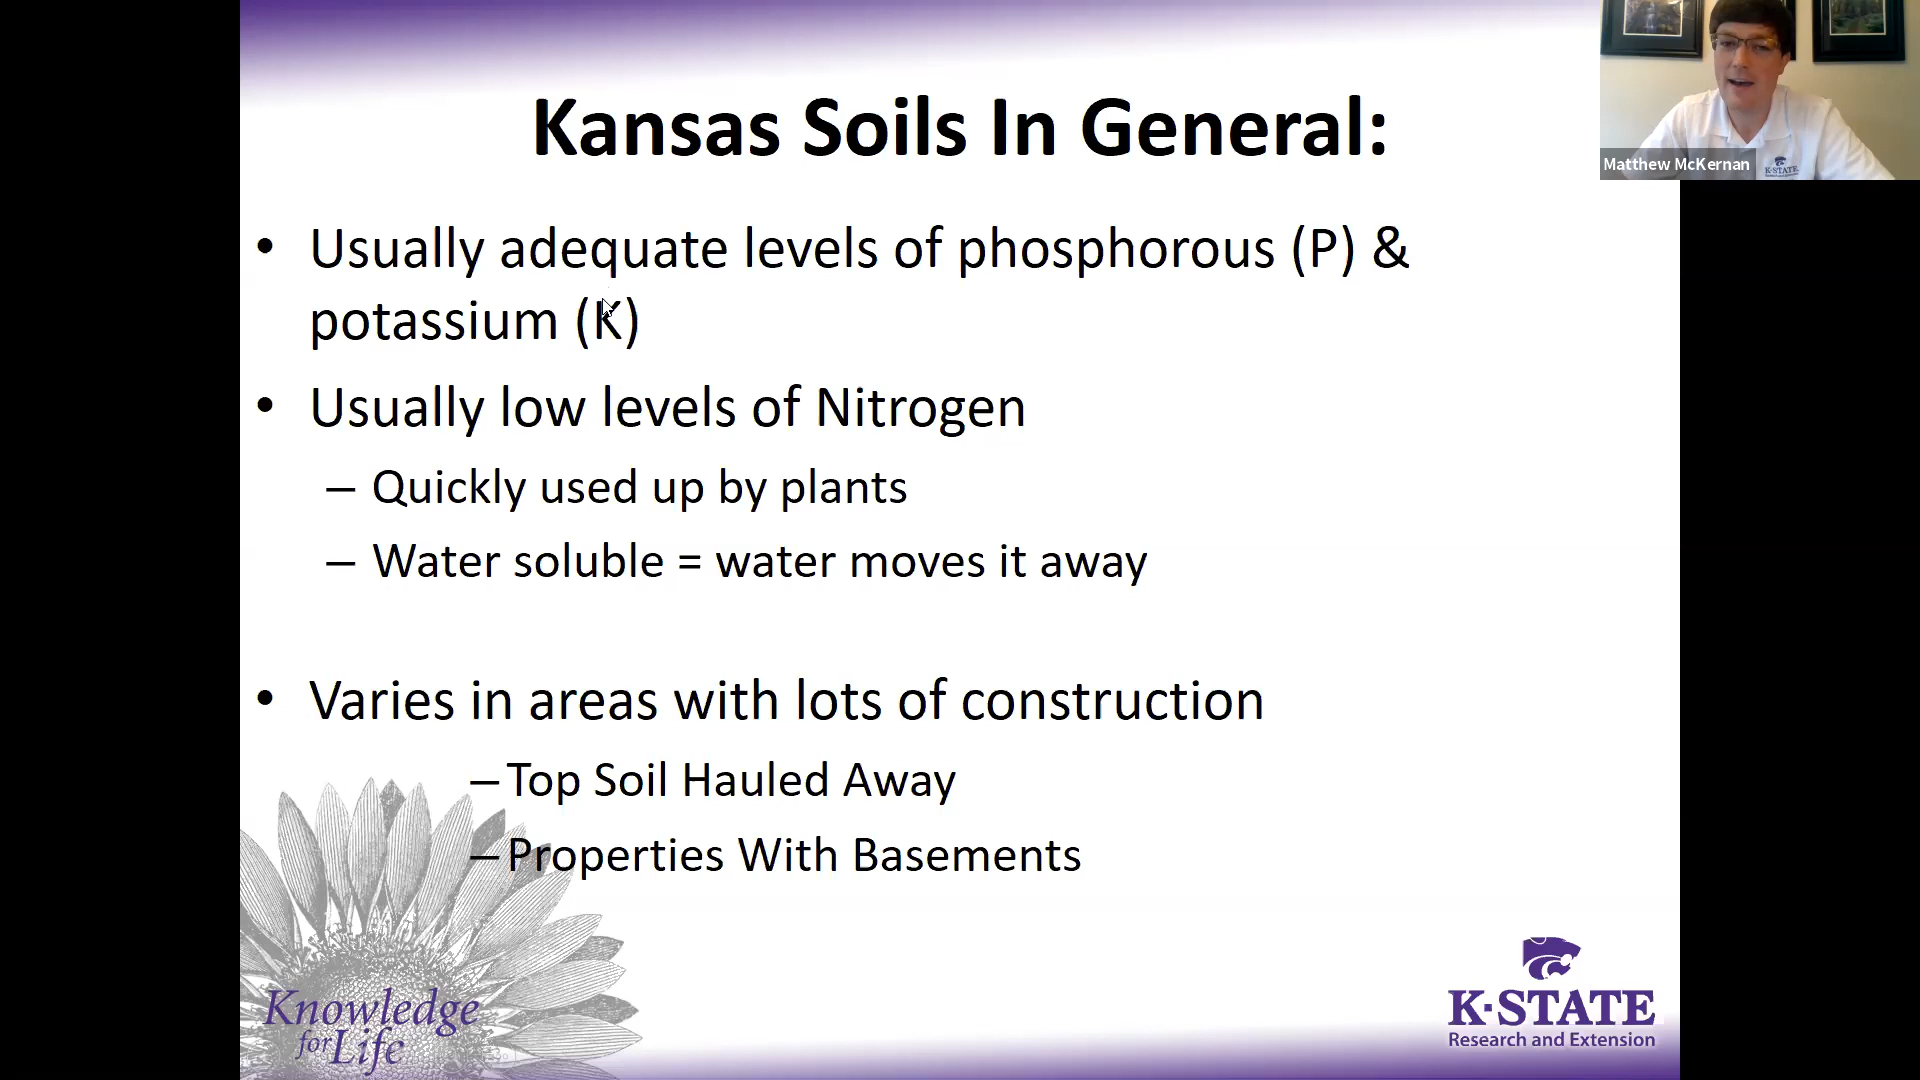 Kansas Soils In General:
Matthew McKernan
K-STATE
• Usually adequate levels of phosphorous (P) &
potassium (K)
• Usually low levels of Nitrogen
– Quickly used up by plants
– Water soluble = water moves it away
• Varies in areas with lots of construction
– Top Soil Hauled Away
– Properties With Basements
Knowledge
for Life
K-STATE
Research and Extension